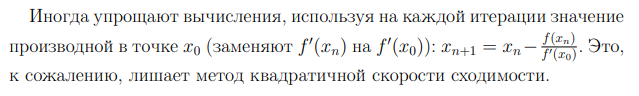 Иногда упрощают вычисления, используя на каждой итерации значение
производной в точке x₀ (заменяют f′(xₙ) на f′(x₀)): xₙ₊₁ = xₙ − f(xₙ)/f′(x₀). Это,
к сожалению, лишает метод квадратичной скорости сходимости.